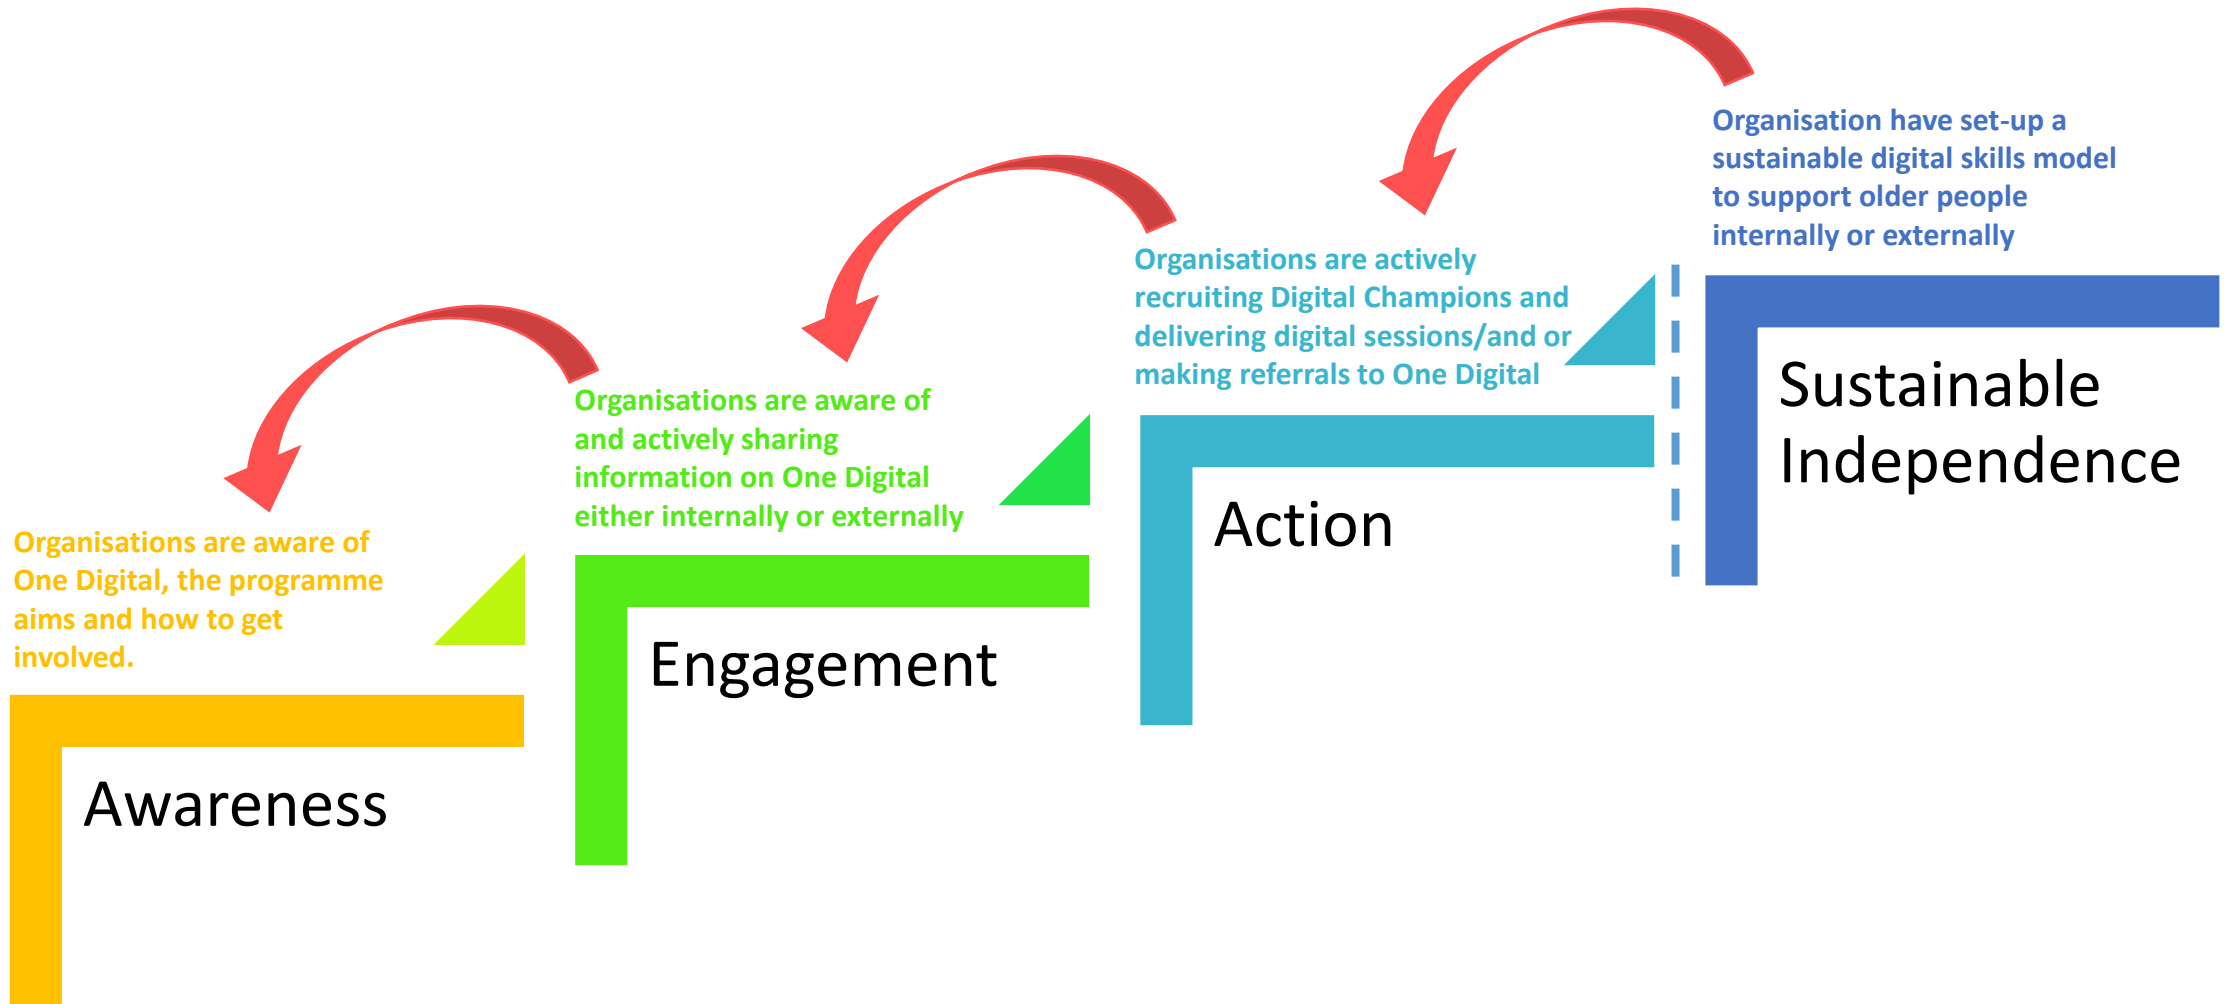 Organisations are aware of
One Digital, the programme
aims and how to get
involved.
Awareness
Organisations are aware of
and actively sharing
information on One Digital
either internally or externally
Engagement
Organisations are actively
recruiting Digital Champions and
delivering digital sessions/and or
making referrals to One Digital
Action
Organisation have set-up a
sustainable digital skills model
to support older people
internally or externally
Sustainable
Independence